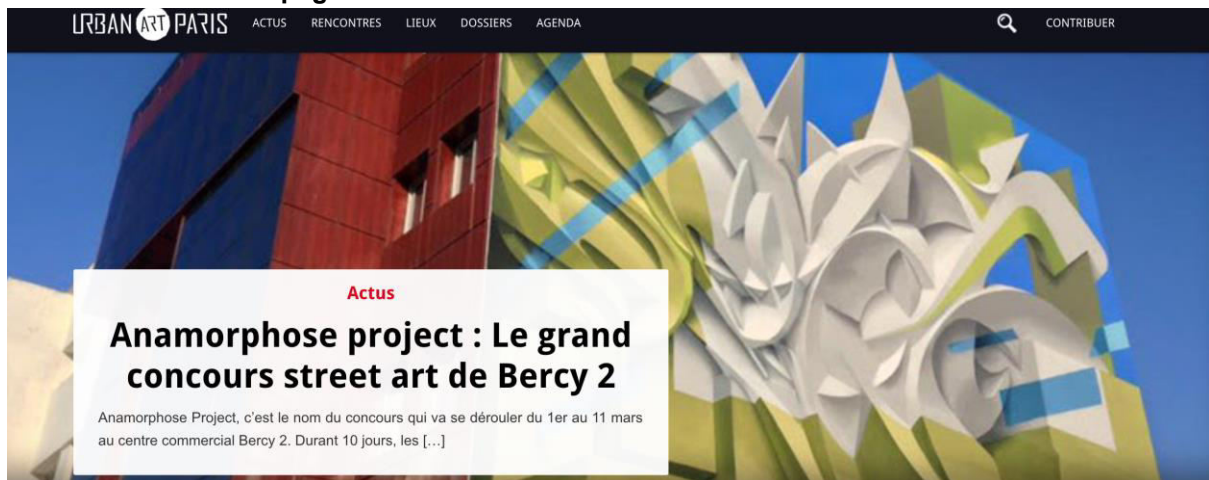 URBAN ART PARIS ACTUS RENCONTRES LIEUX DOSSIERS AGENDA CONTRIBUER
Actus
Anamorphose project : Le grand
concours street art de Bercy 2
Anamorphose Project, c’est le nom du concours qui va se dérouler du 1er au 11 mars
au centre commercial Bercy 2. Durant 10 jours, les […]